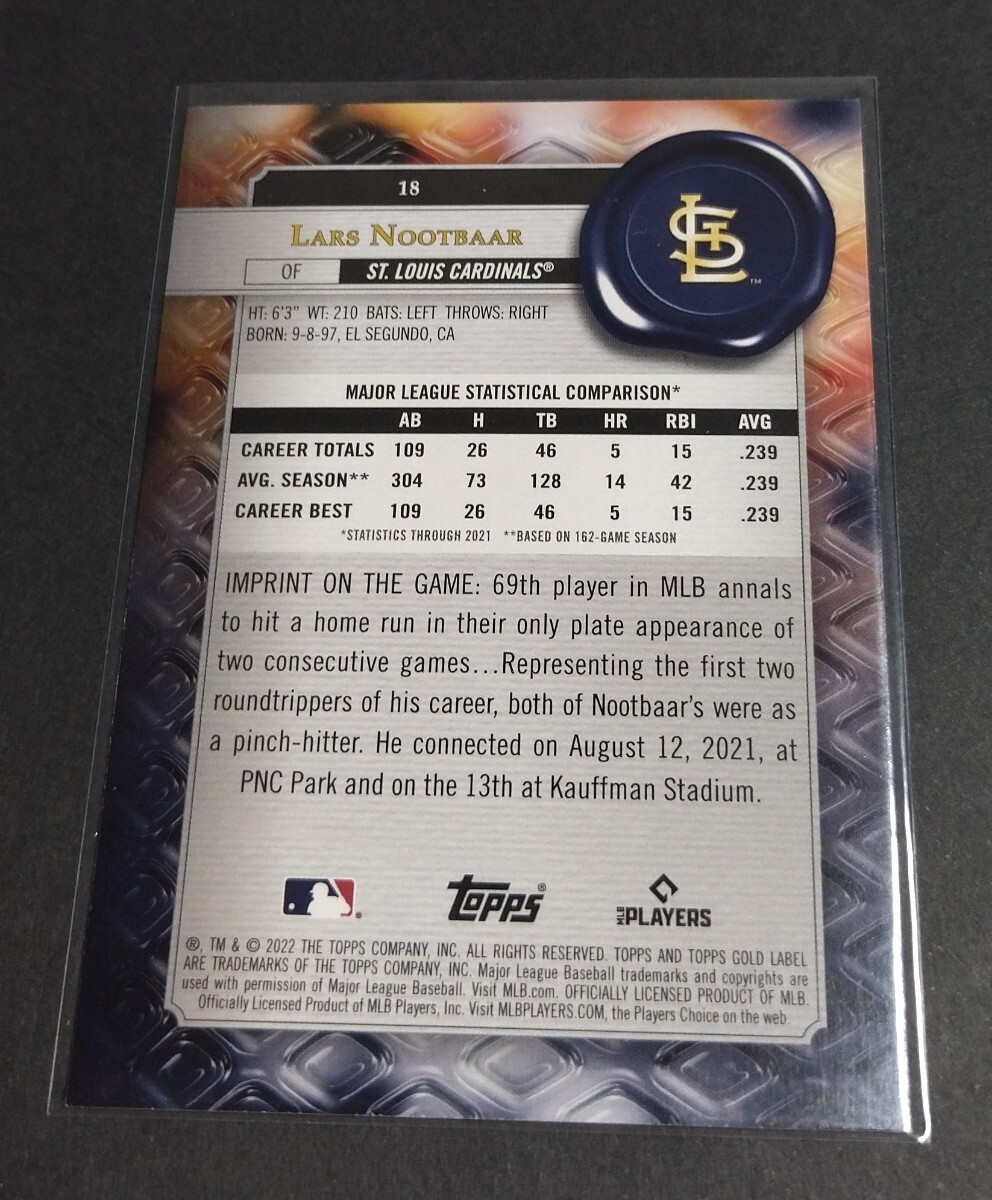 18
LARS NOOTBAAR
OF ST. LOUIS CARDINALS®
STL
™
HT: 6'3" WT: 210 BATS: LEFT THROWS: RIGHT
BORN: 9-8-97, EL SEGUNDO, CA
MAJOR LEAGUE STATISTICAL COMPARISON*
AB H TB HR RBI AVG
CAREER TOTALS 109 26 46 5 15 .239
AVG. SEASON** 304 73 128 14 42 .239
CAREER BEST 109 26 46 5 15 .239
*STATISTICS THROUGH 2021 **BASED ON 162-GAME SEASON
IMPRINT ON THE GAME: 69th player in MLB annals
to hit a home run in their only plate appearance of
two consecutive games...Representing the first two
roundtrippers of his career, both of Nootbaar's were as
a pinch-hitter. He connected on August 12, 2021, at
PNC Park and on the 13th at Kauffman Stadium.
® topps® MLB PLAYERS
®, TM & © 2022 THE TOPPS COMPANY, INC. ALL RIGHTS RESERVED. TOPPS AND TOPPS GOLD LABEL
ARE TRADEMARKS OF THE TOPPS COMPANY, INC. Major League Baseball trademarks and copyrights are
used with permission of Major League Baseball. Visit MLB.com. OFFICIALLY LICENSED PRODUCT OF MLB.
Officially Licensed Product of MLB Players, Inc. Visit MLBPLAYERS.COM, the Players Choice on the web.